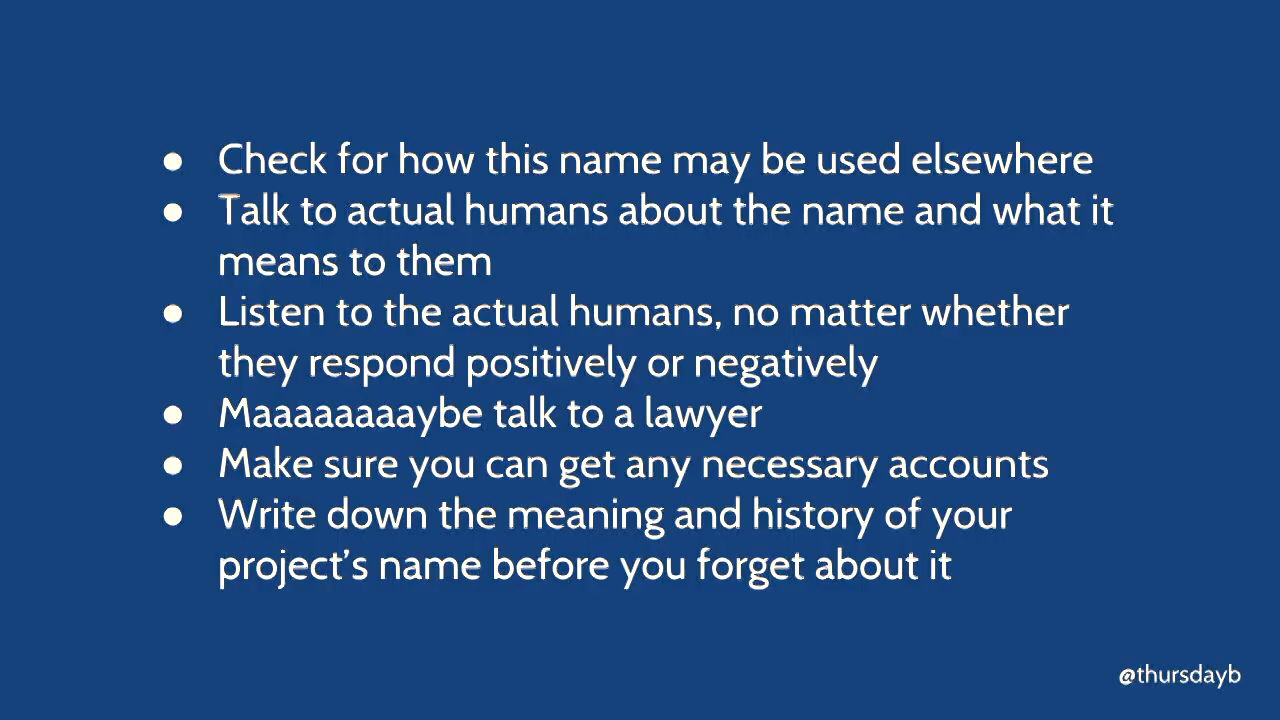 ● Check for how this name may be used elsewhere
● Talk to actual humans about the name and what it
means to them
● Listen to the actual humans, no matter whether
they respond positively or negatively
● Maaaaaaaaybe talk to a lawyer
● Make sure you can get any necessary accounts
● Write down the meaning and history of your
project’s name before you forget about it
@thursdayb